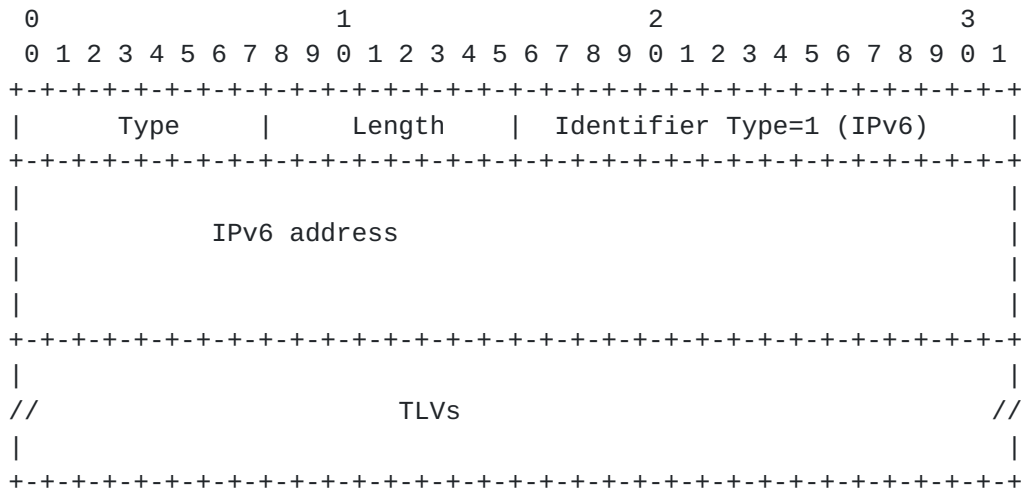 0                   1                   2                   3
 0 1 2 3 4 5 6 7 8 9 0 1 2 3 4 5 6 7 8 9 0 1 2 3 4 5 6 7 8 9 0 1
+-+-+-+-+-+-+-+-+-+-+-+-+-+-+-+-+-+-+-+-+-+-+-+-+-+-+-+-+-+-+-+-+
|      Type     |     Length    |  Identifier Type=1 (IPv6)     |
+-+-+-+-+-+-+-+-+-+-+-+-+-+-+-+-+-+-+-+-+-+-+-+-+-+-+-+-+-+-+-+-+
|                                                               |
|            IPv6 address                                       |
|                                                               |
|                                                               |
+-+-+-+-+-+-+-+-+-+-+-+-+-+-+-+-+-+-+-+-+-+-+-+-+-+-+-+-+-+-+-+-+
|                                                               |
//                       TLVs                                  //
|                                                               |
+-+-+-+-+-+-+-+-+-+-+-+-+-+-+-+-+-+-+-+-+-+-+-+-+-+-+-+-+-+-+-+-+